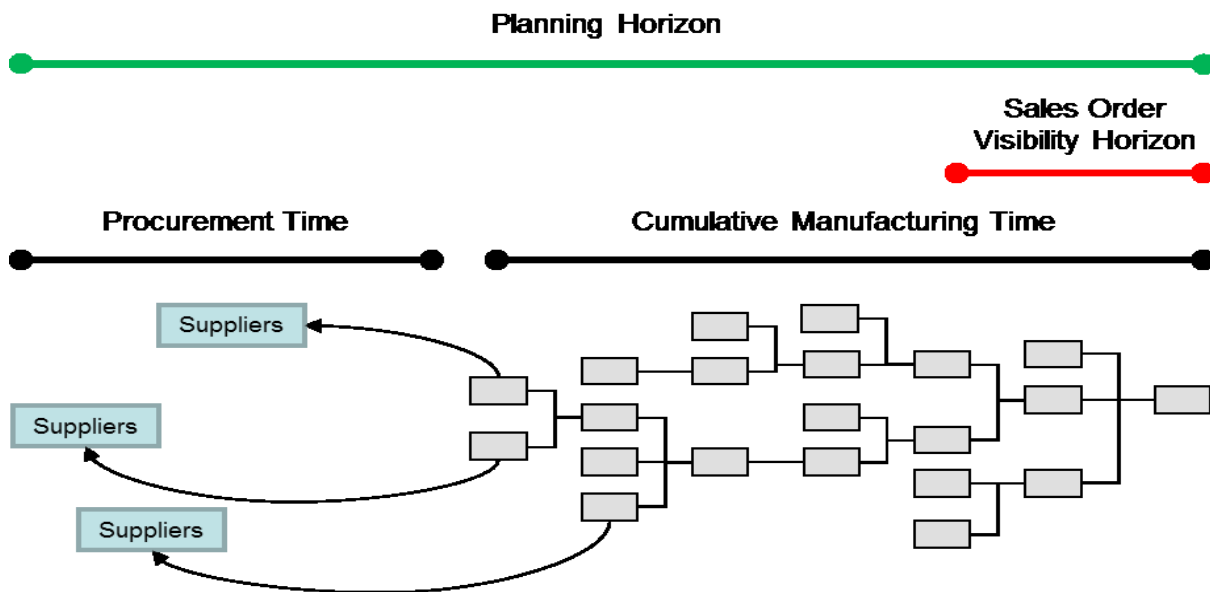 Planning Horizon
Sales Order
Visibility Horizon
Procurement Time
Cumulative Manufacturing Time
Suppliers
Suppliers
Suppliers